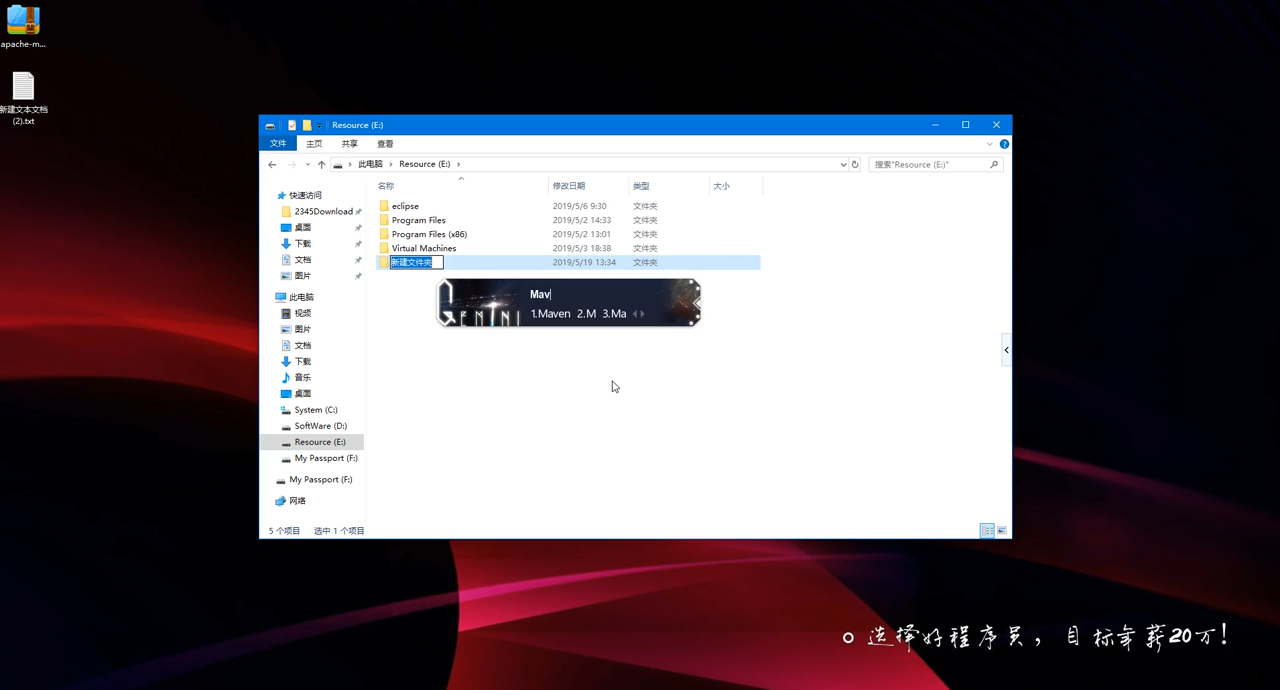 apache-m...
新建文本文档
(2).txt
Resource (E:)
文件 主页 共享 查看
此电脑 Resource (E:) 搜索"Resource (E:)"
名称 修改日期 类型 大小
快速访问
2345Download
桌面
下载
文档
图片
此电脑
视频
图片
文档
下载
音乐
桌面
System (C:)
SoftWare (D:)
Resource (E:)
My Passport (F:)
My Passport (F:)
网络
eclipse 2019/5/6 9:30 文件夹
Program Files 2019/5/2 14:33 文件夹
Program Files (x86) 2019/5/2 13:01 文件夹
Virtual Machines 2019/5/3 18:38 文件夹
新建文件夹 2019/5/19 13:34 文件夹
Mav
1.Maven 2.M 3.Ma
GEMINI
5 个项目 选中 1 个项目
选择好程序员，目标年薪20万！